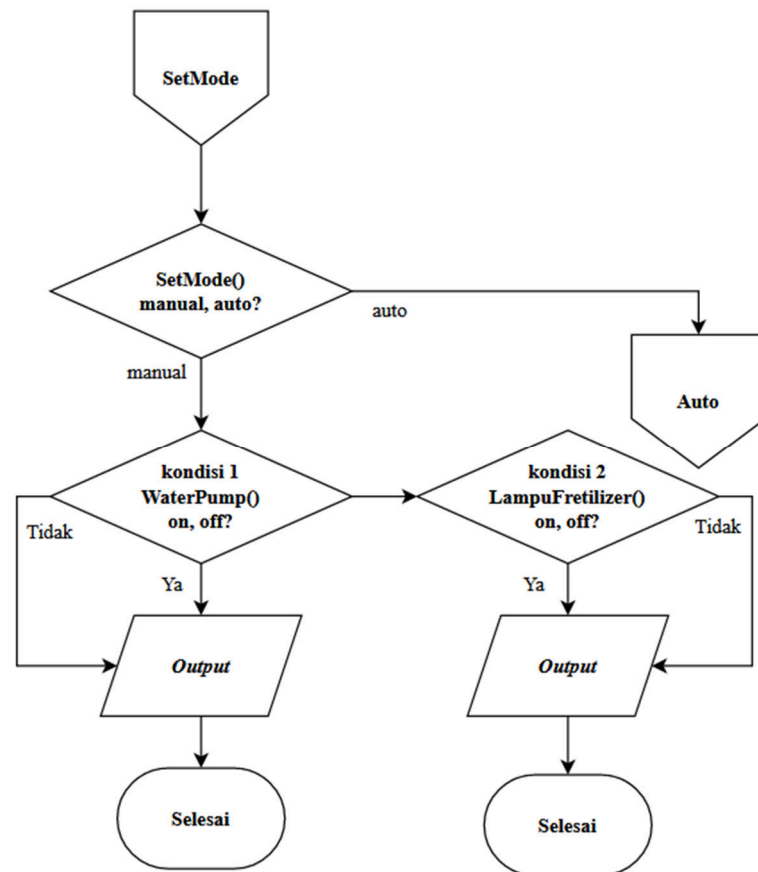 SetMode
SetMode()
manual, auto?
auto
manual
Auto
kondisi 1
WaterPump()
on, off?
kondisi 2
LampuFretilizer()
on, off?
Tidak
Tidak
Ya
Ya
Output
Output
Selesai
Selesai